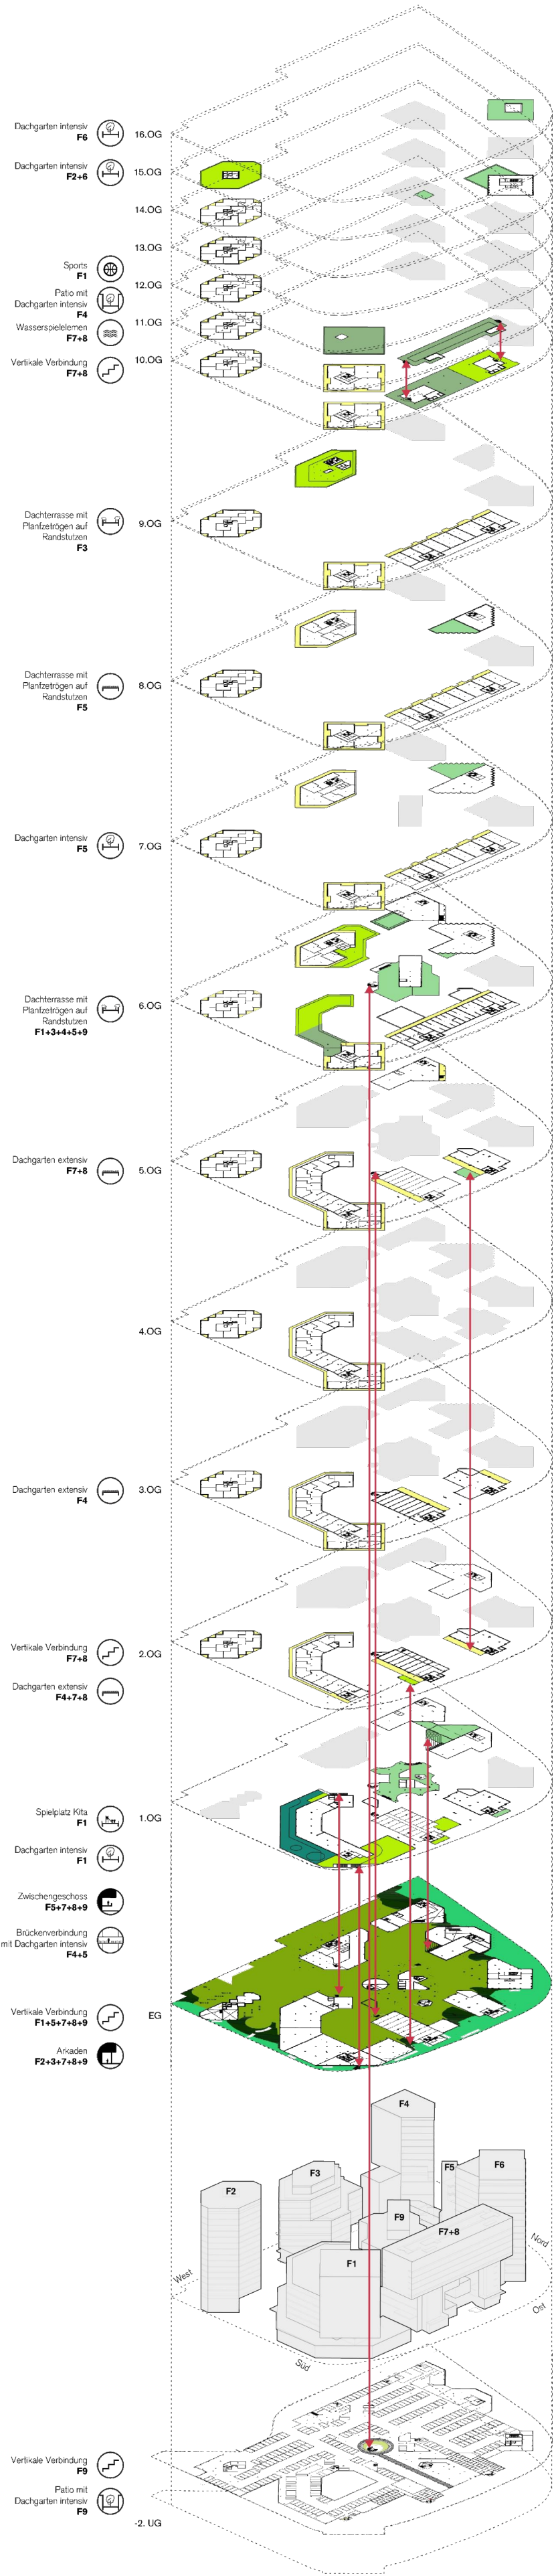 Dachgarten intensiv
F6
16.OG
Dachgarten intensiv
F2+6
15.OG
14.OG
13.OG
Sports
F1
12.OG
Patio mit
Dachgarten intensiv
F4
11.OG
Wasserspielelemen
F7+8
Vertikale Verbindung
F7+8
10.OG
Dachterrasse mit
Planfzetrögen auf
Randstutzen
F3
9.OG
Dachterrasse mit
Planfzetrögen auf
Randstutzen
F5
8.OG
Dachgarten intensiv
F5
7.OG
Dachterrasse mit
Planfzetrögen auf
Randstutzen
F1+3+4+5+9
6.OG
Dachgarten extensiv
F7+8
5.OG
4.OG
Dachgarten extensiv
F4
3.OG
Vertikale Verbindung
F7+8
2.OG
Dachgarten extensiv
F4+7+8
Spielplatz Kita
F1
1.OG
Dachgarten intensiv
F1
Zwischengeschoss
F5+7+8+9
Brückenverbindung
mit Dachgarten intensiv
F4+5
Vertikale Verbindung
F1+5+7+8+9
EG
Arkaden
F2+3+7+8+9
F4
F3
F5
F6
F2
F9
F7+8
F1
Nord
West
Ost
Süd
Vertikale Verbindung
F9
Patio mit
Dachgarten intensiv
F9
-2. UG